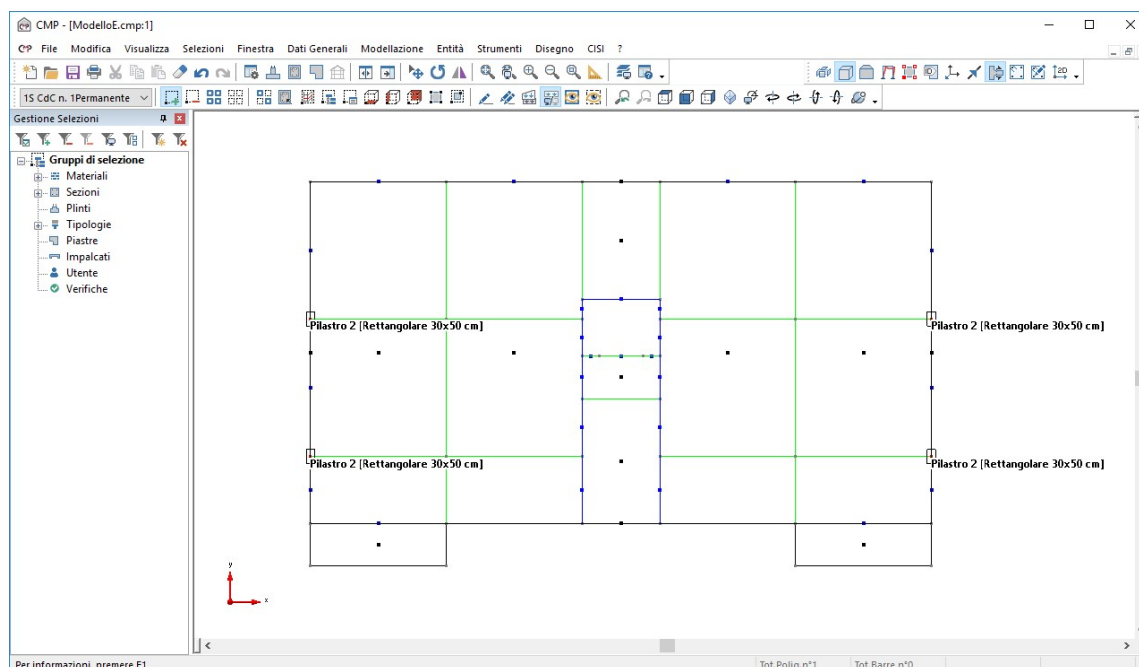 CMP - [ModelloE.cmp:1]
File Modifica Visualizza Selezioni Finestra Dati Generali Modellazione Entità Strumenti Disegno CISI ?
1S CdC n. 1Permanente
Gestione Selezioni
Gruppi di selezione
Materiali
Sezioni
Plinti
Tipologie
Piastre
Impalcati
Utente
Verifiche
Pilastro 2 [Rettangolare 30x50 cm] Pilastro 2 [Rettangolare 30x50 cm]
Pilastro 2 [Rettangolare 30x50 cm] Pilastro 2 [Rettangolare 30x50 cm]
y
x
Per informazioni, premere F1 Tot Polig n°1 Tot Barre n°0